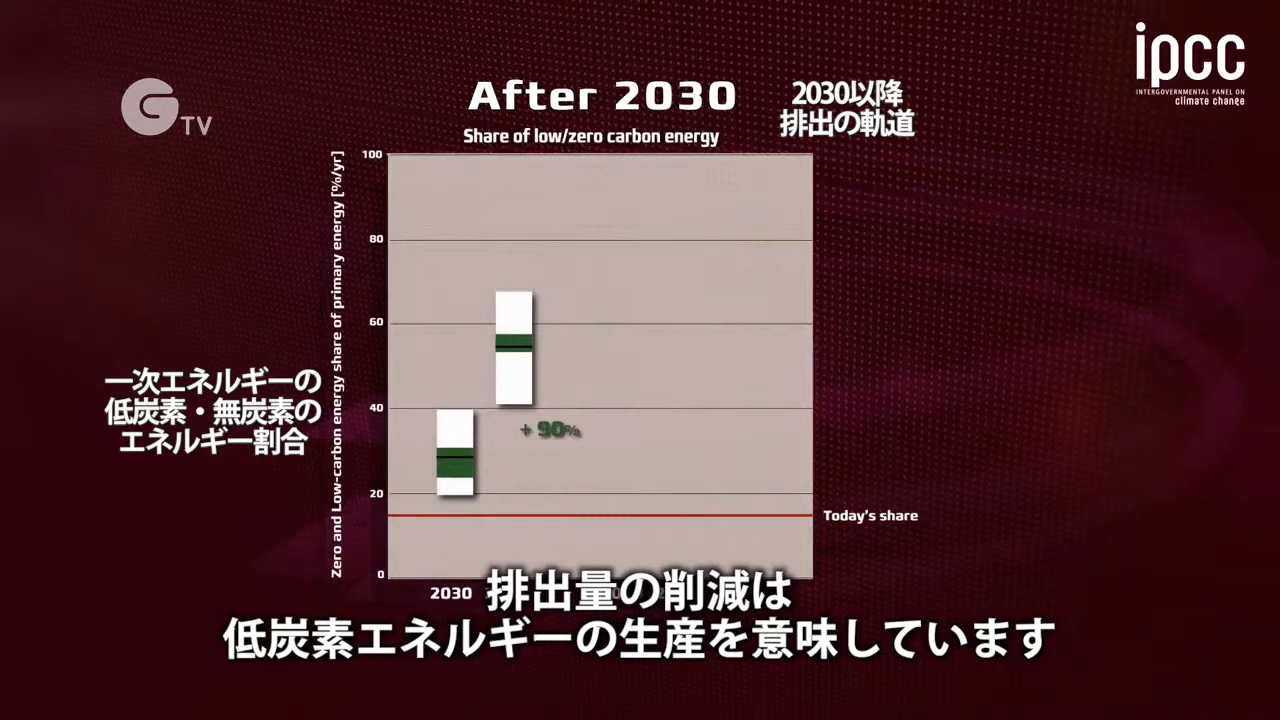 ipcc
INTERGOVERNMENTAL PANEL ON
climate change
G TV
After 2030
2030以降
排出の軌道
Share of low/zero carbon energy
Zero and Low-carbon energy share of primary energy [%/yr]
100
80
60
40
20
0
一次エネルギーの
低炭素・無炭素の
エネルギー割合
+ 90%
Today's share
2030
排出量の削減は
低炭素エネルギーの生産を意味しています